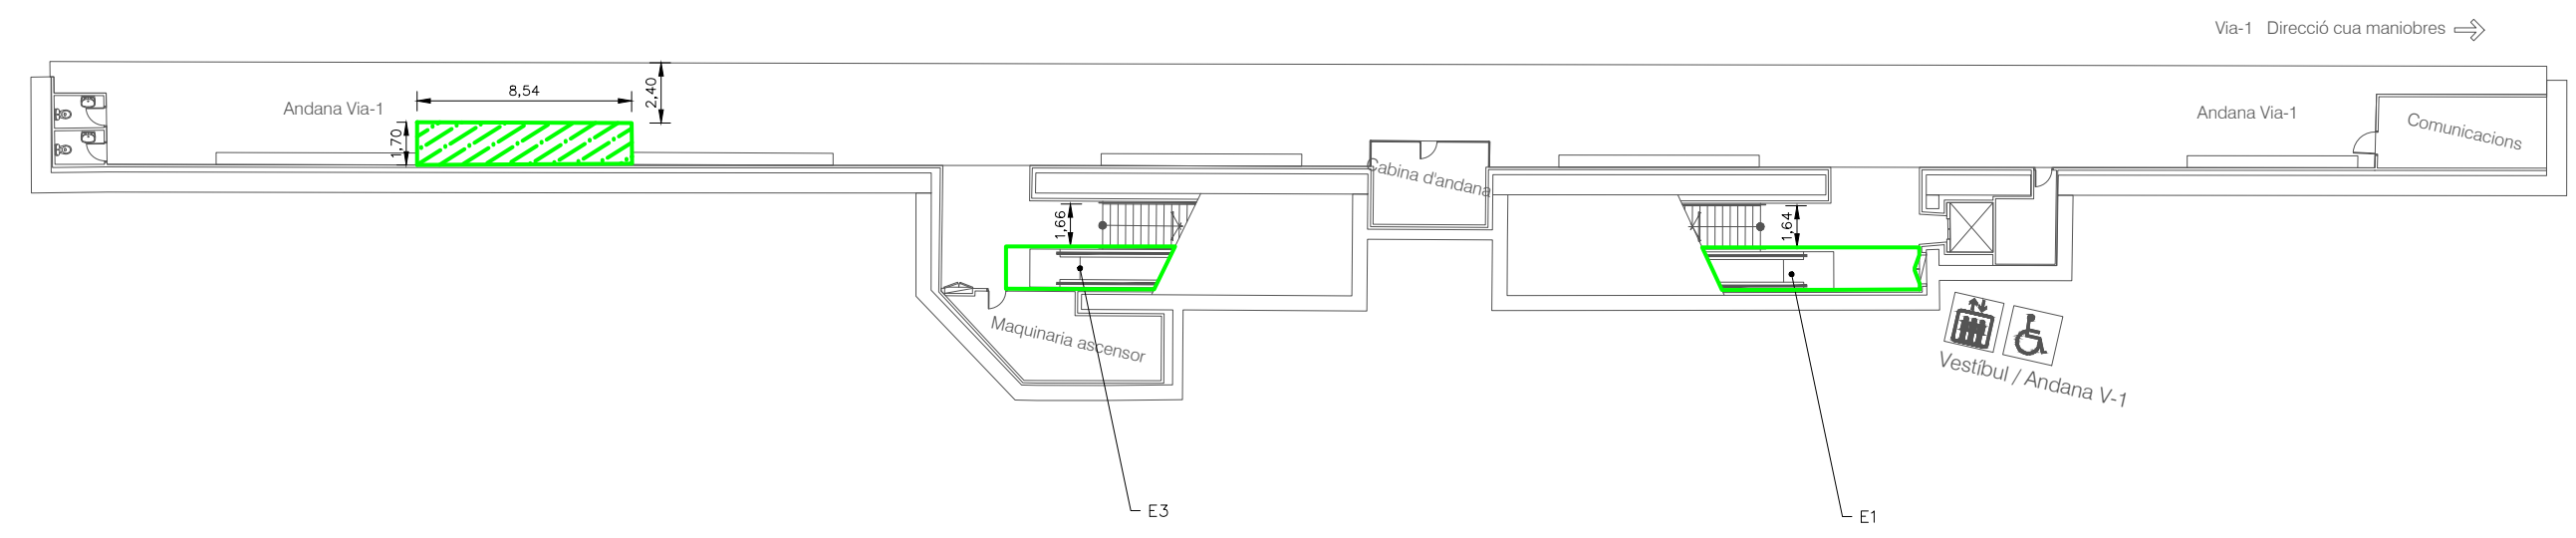 Via-1 Direcció cua maniobres
Andana Via-1
8,54
2,40
1,70
Andana Via-1
Comunicacions
Cabina d'andana
1,66
1,64
Maquinaria ascensor
Vestíbul / Andana V-1
E3
E1